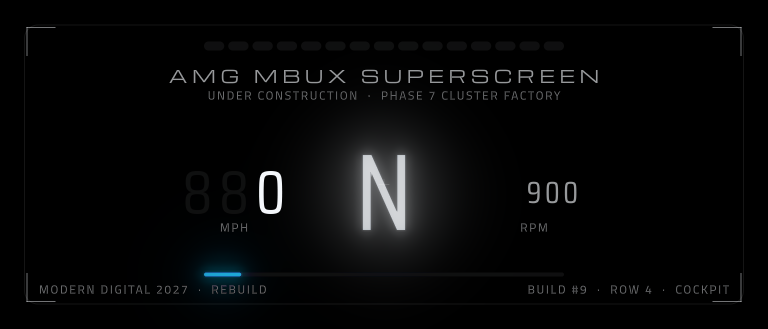 AMG MBUX SUPERSCREEN
UNDER CONSTRUCTION · PHASE 7 CLUSTER FACTORY
0
MPH
N
900
RPM
MODERN DIGITAL 2027 · REBUILD
BUILD #9 · ROW 4 · COCKPIT